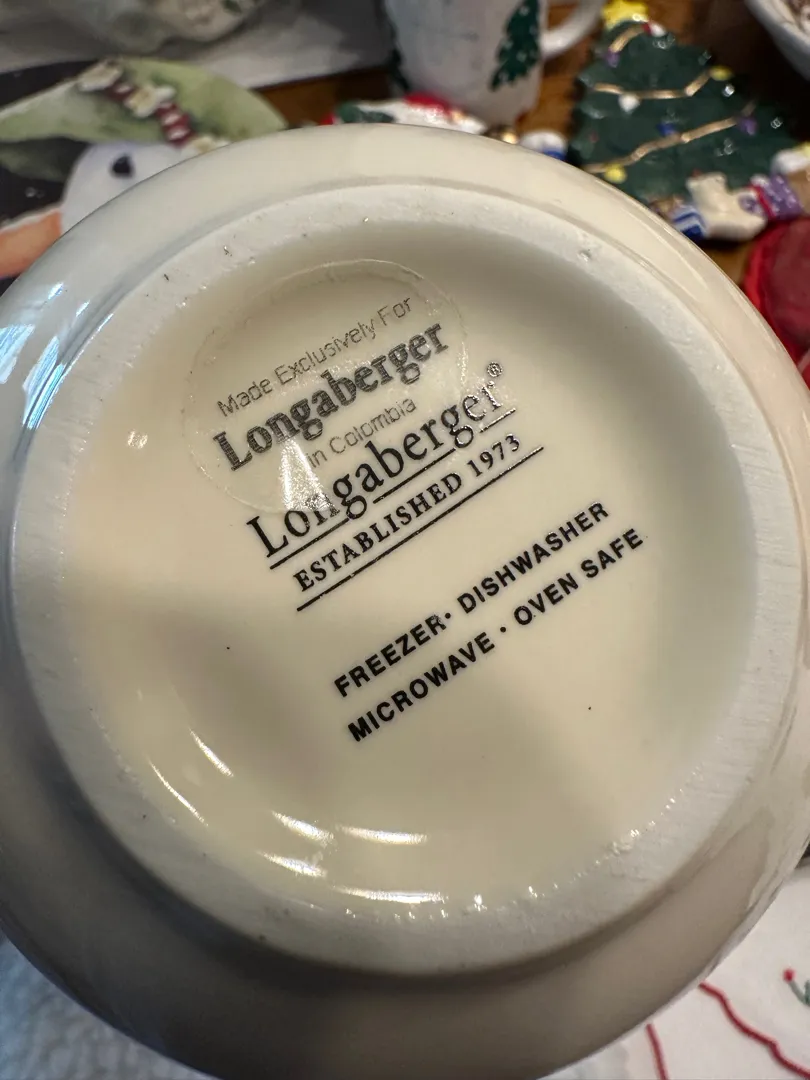 Made Exclusively For
Longaberger
in Colombia
Longaberger®
ESTABLISHED 1973
FREEZER· DISHWASHER
MICROWAVE · OVEN SAFE